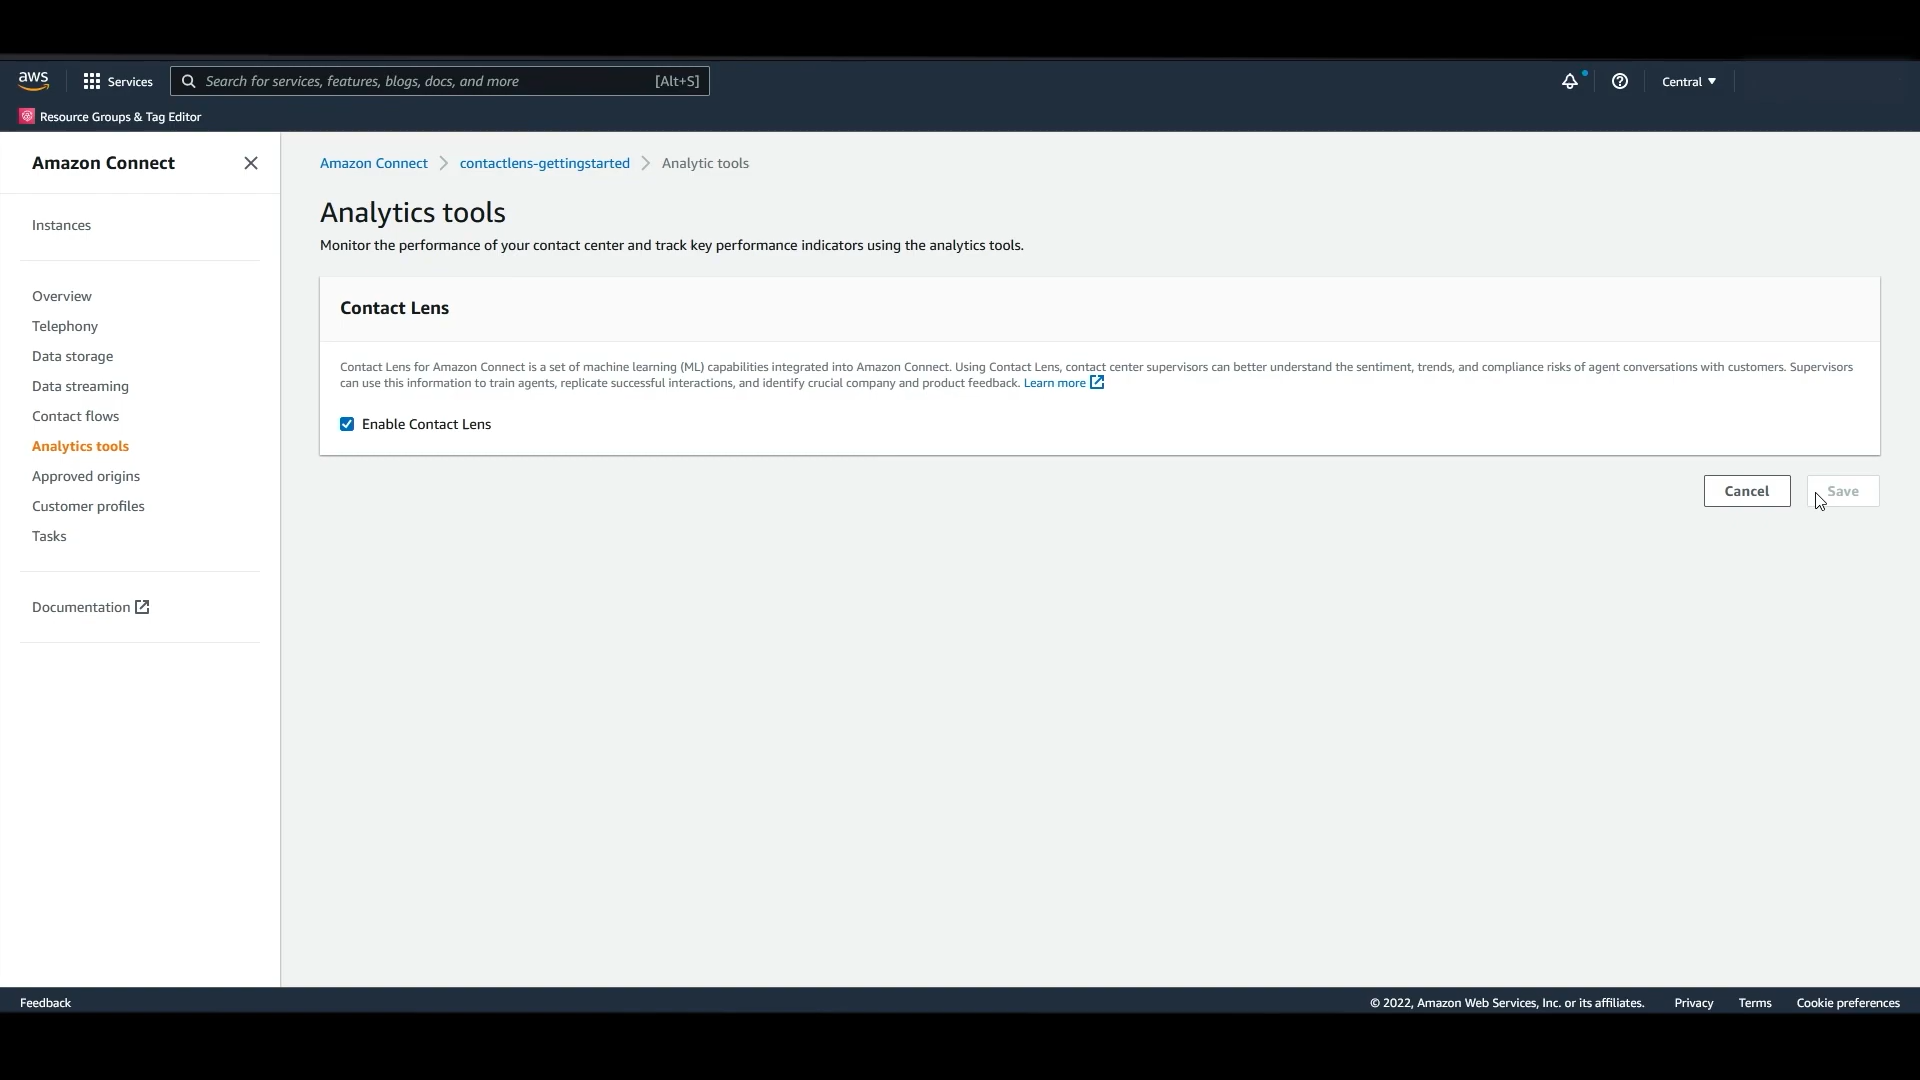 aws
Services
Search for services, features, blogs, docs, and more
[Alt+S]
Central
Resource Groups & Tag Editor
Amazon Connect
Instances
Overview
Telephony
Data storage
Data streaming
Contact flows
Analytics tools
Approved origins
Customer profiles
Tasks
Documentation
Amazon Connect
contactlens-gettingstarted
Analytic tools
Analytics tools
Monitor the performance of your contact center and track key performance indicators using the analytics tools.
Contact Lens
Contact Lens for Amazon Connect is a set of machine learning (ML) capabilities integrated into Amazon Connect. Using Contact Lens, contact center supervisors can better understand the sentiment, trends, and compliance risks of agent conversations with customers. Supervisors
can use this information to train agents, replicate successful interactions, and identify crucial company and product feedback. Learn more
Enable Contact Lens
Cancel
Save
Feedback
© 2022, Amazon Web Services, Inc. or its affiliates.
Privacy
Terms
Cookie preferences